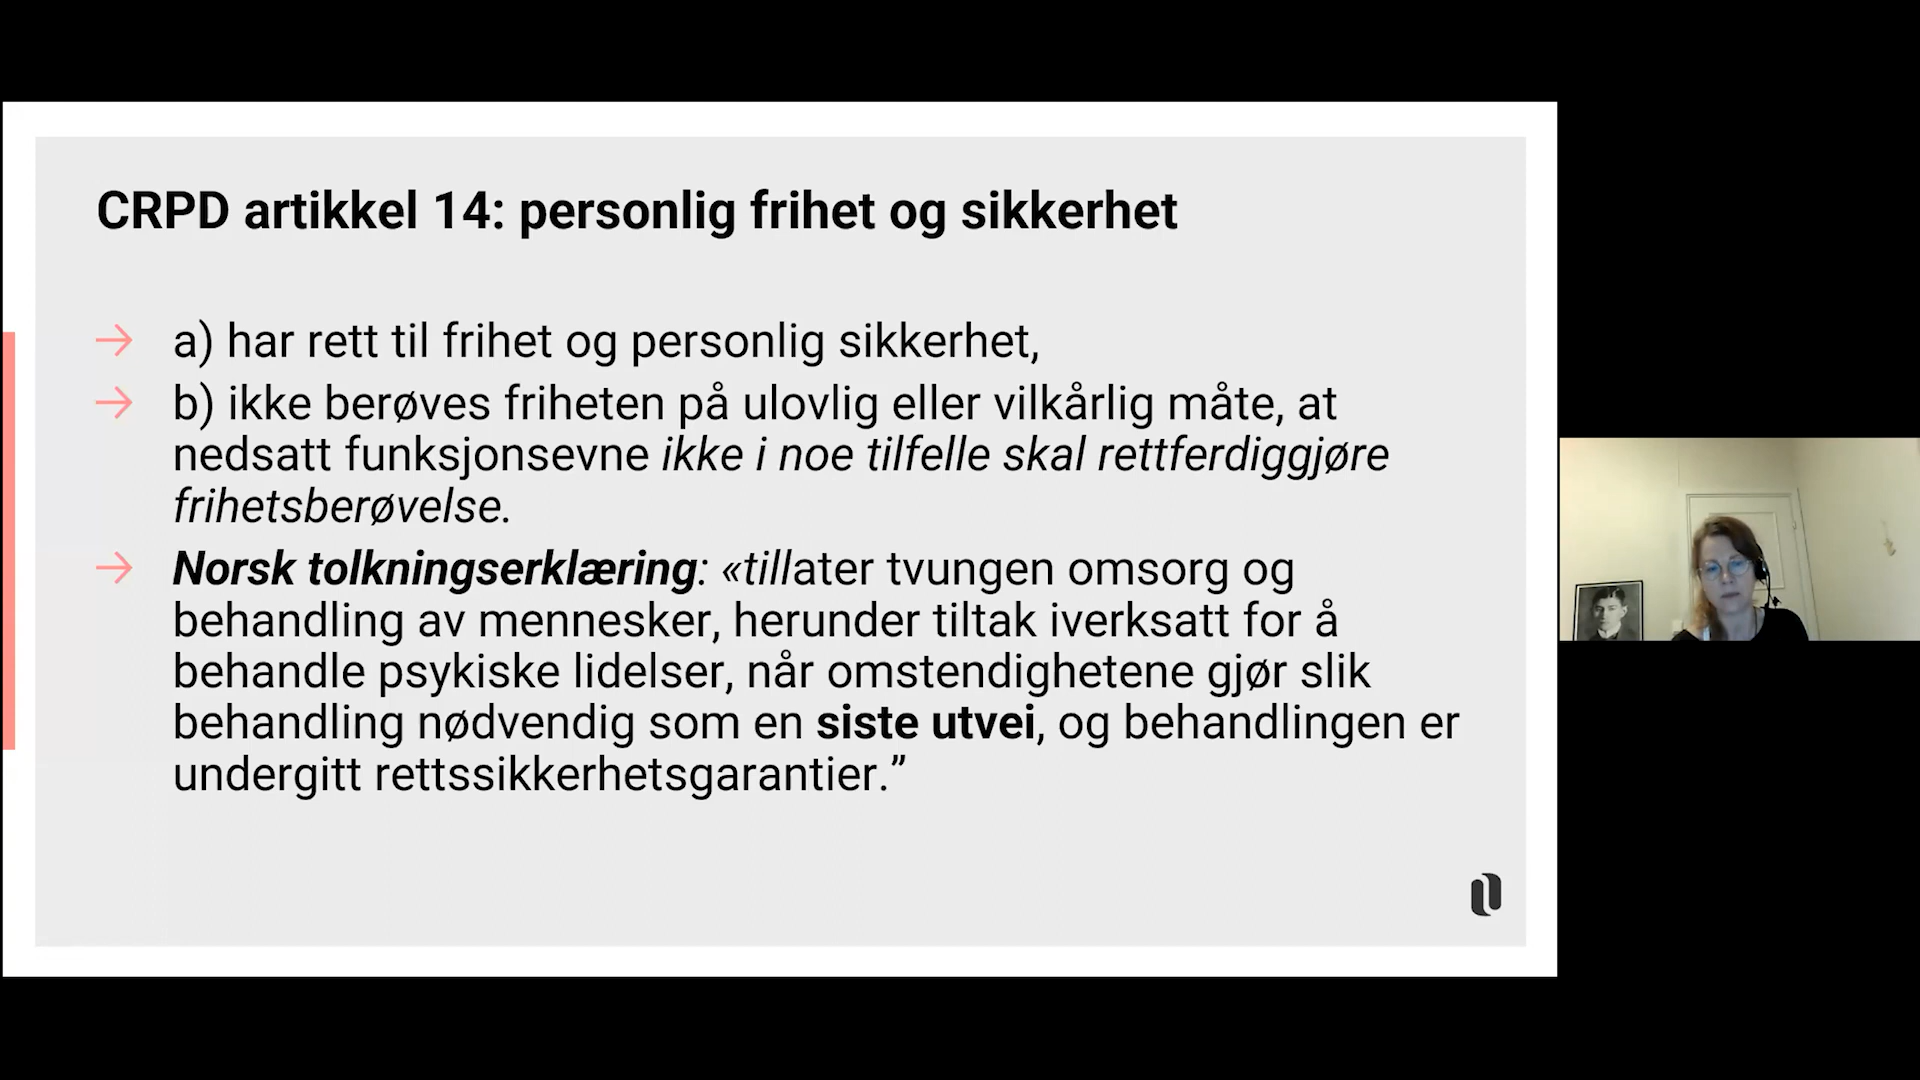 CRPD artikkel 14: personlig frihet og sikkerhet
→ a) har rett til frihet og personlig sikkerhet,
→ b) ikke berøves friheten på ulovlig eller vilkårlig måte, at
nedsatt funksjonsevne ikke i noe tilfelle skal rettferdiggjøre
frihetsberøvelse.
→ Norsk tolkningserklæring: «tillater tvungen omsorg og
behandling av mennesker, herunder tiltak iverksatt for å
behandle psykiske lidelser, når omstendighetene gjør slik
behandling nødvendig som en siste utvei, og behandlingen er
undergitt rettssikkerhetsgarantier.”